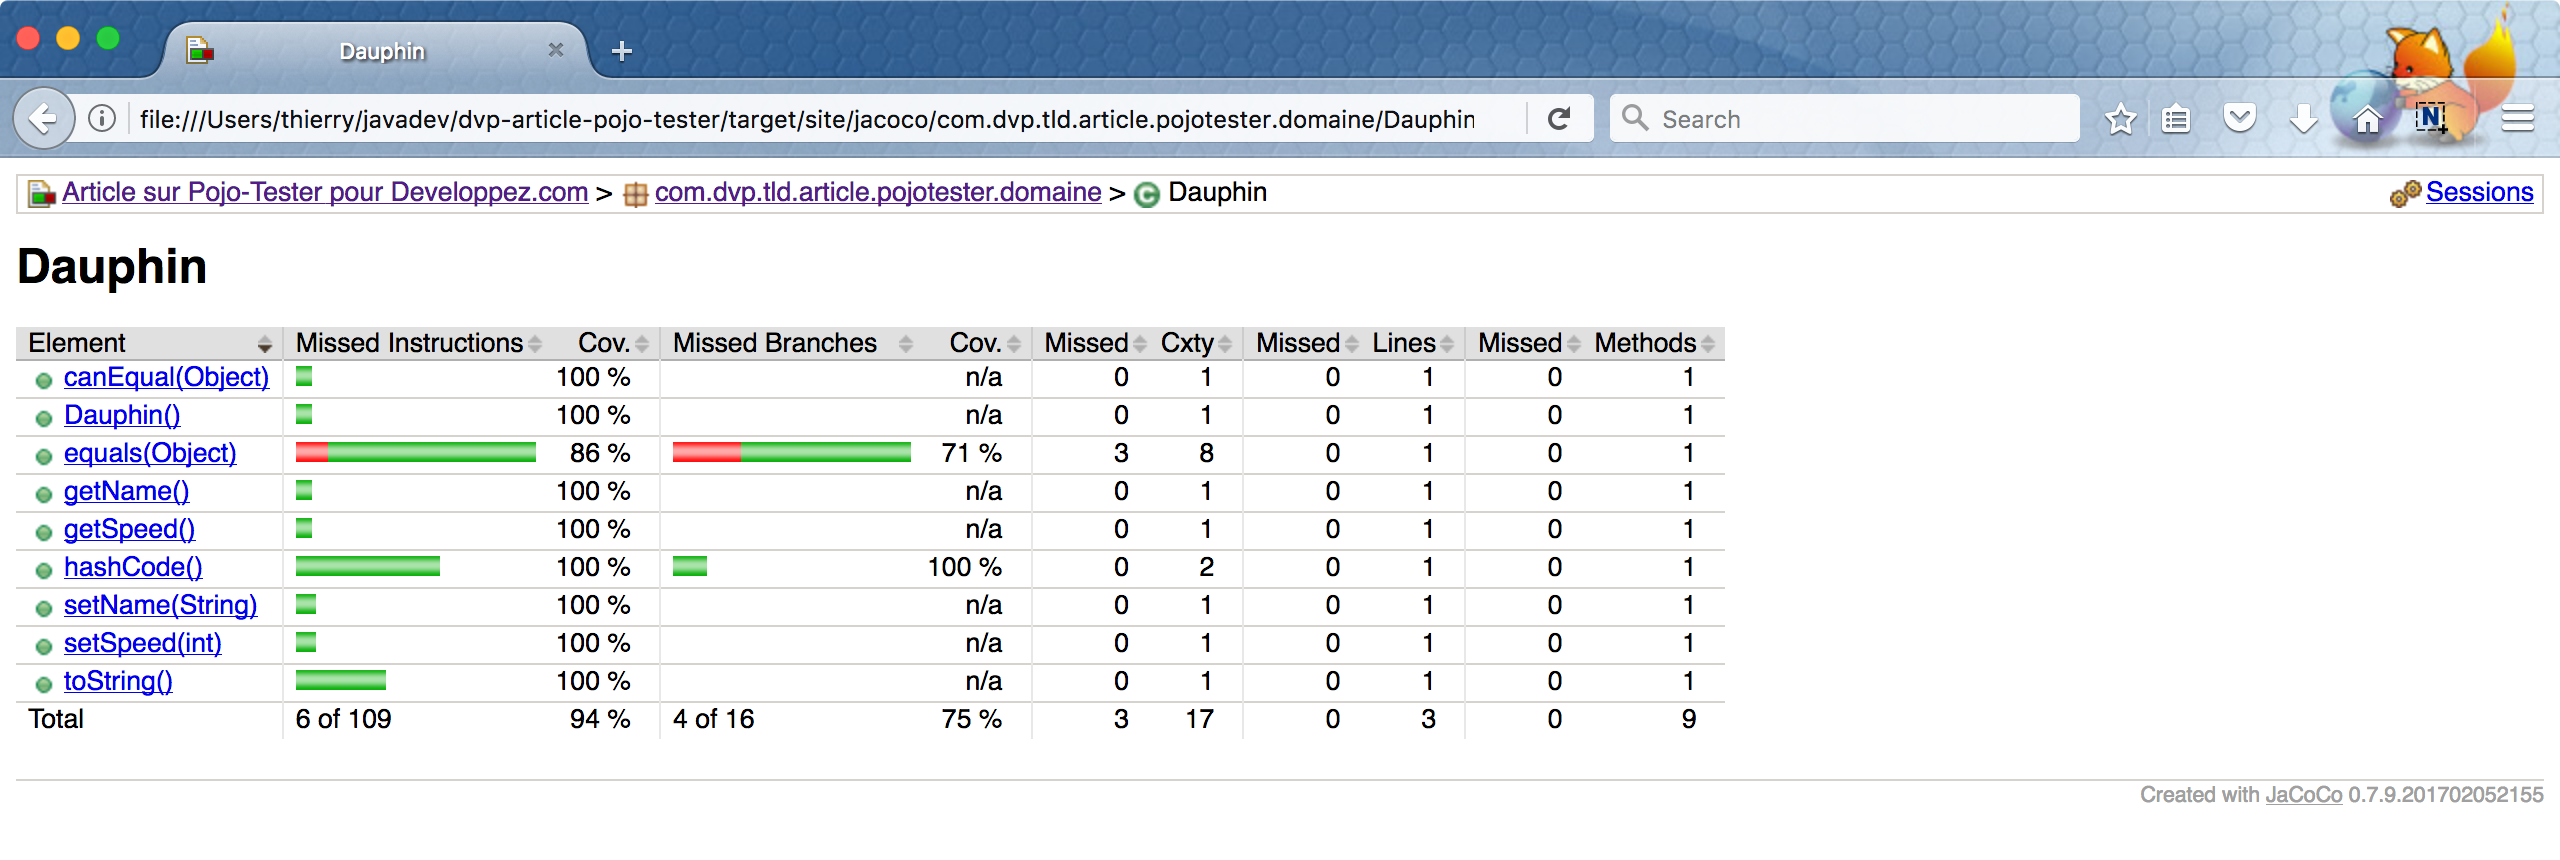 Dauphin
file:///Users/thierry/javadev/dvp-article-pojo-tester/target/site/jacoco/com.dvp.tld.article.pojotester.domaine/Dauphin
Search
N
Article sur Pojo-Tester pour Developpez.com > com.dvp.tld.article.pojotester.domaine > C Dauphin Sessions
Dauphin
Element Missed Instructions Cov. Missed Branches Cov. Missed Cxty Missed Lines Missed Methods
canEqual(Object) 100 % n/a 0 1 0 1 0 1
Dauphin() 100 % n/a 0 1 0 1 0 1
equals(Object) 86 % 71 % 3 8 0 1 0 1
getName() 100 % n/a 0 1 0 1 0 1
getSpeed() 100 % n/a 0 1 0 1 0 1
hashCode() 100 % 100 % 0 2 0 1 0 1
setName(String) 100 % n/a 0 1 0 1 0 1
setSpeed(int) 100 % n/a 0 1 0 1 0 1
toString() 100 % n/a 0 1 0 1 0 1
Total 6 of 109 94 % 4 of 16 75 % 3 17 0 3 0 9
Created with JaCoCo 0.7.9.201702052155